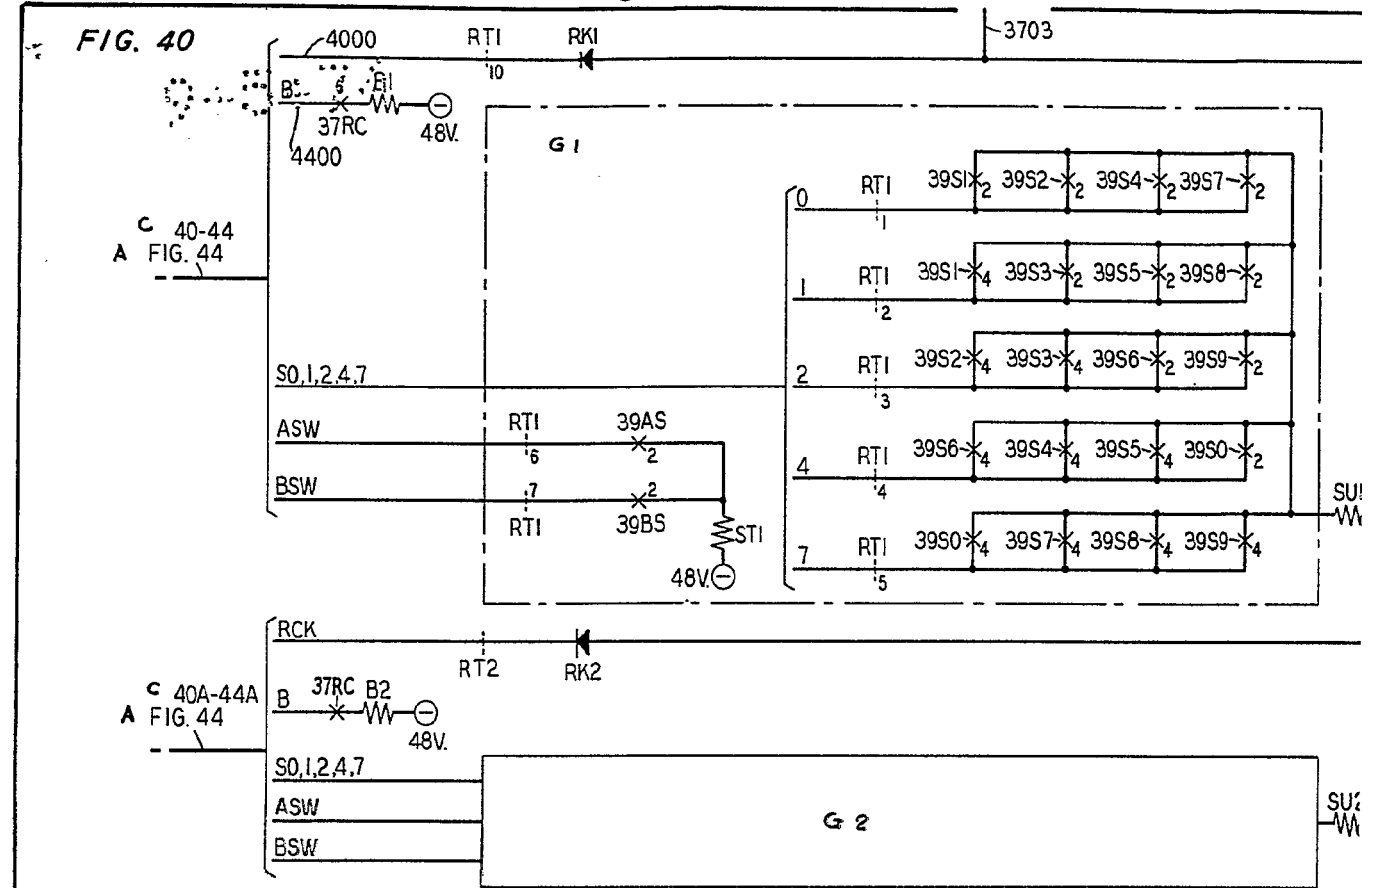 FIG. 40
4000
RT1
10
RK1
3703
B
5
37RC
48V.
4400
G1
C 40-44
A FIG. 44
0
RT1
1
39S1 2
39S2 2
39S4 2
39S7 2
1
RT1
2
39S1 4
39S3 2
39S5 2
39S8 2
2
RT1
3
39S2 4
39S3 4
39S6 2
39S9 2
4
RT1
4
39S6 4
39S4 4
39S5 4
39S0 2
7
RT1
5
39S0 4
39S7 4
39S8 4
39S9 4
S0,1,2,4,7
ASW
RT1
6
39AS
2
BSW
7
RT1
2
39BS
ST1
48V.
RCK
RT2
RK2
C 40A-44A
A FIG. 44
B
37RC
B2
48V.
S0,1,2,4,7
ASW
BSW
G2
SU2